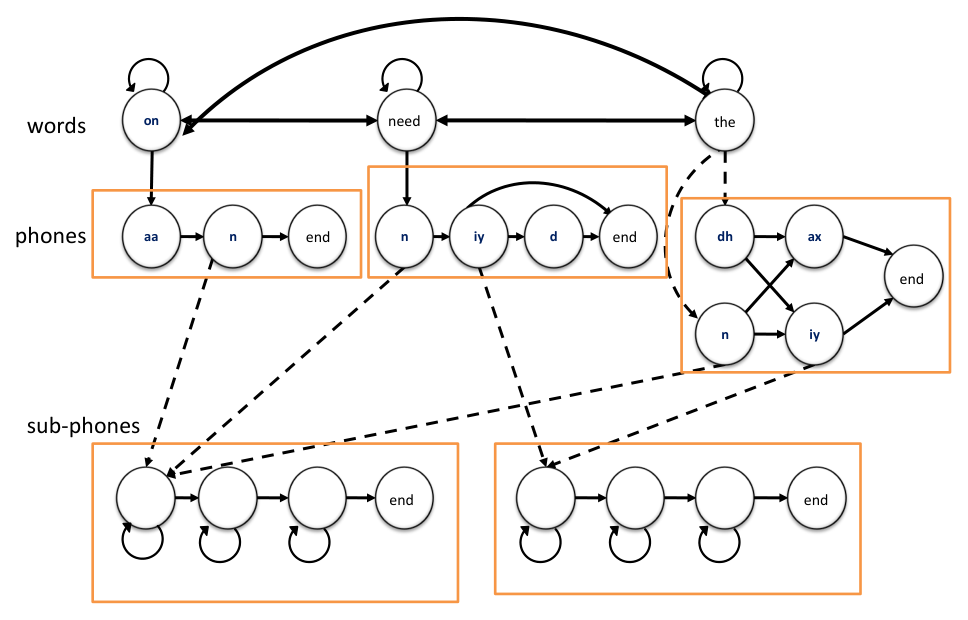 on need the
words
phones
aa n end
n iy d end
dh ax
end
n iy
sub-phones
end
end